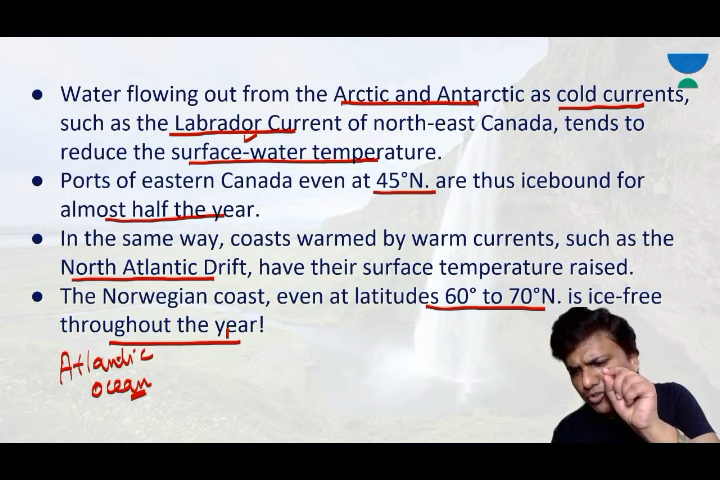 ● Water flowing out from the Arctic and Antarctic as cold currents,
such as the Labrador Current of north-east Canada, tends to
reduce the surface-water temperature.
● Ports of eastern Canada even at 45°N. are thus icebound for
almost half the year.
● In the same way, coasts warmed by warm currents, such as the
North Atlantic Drift, have their surface temperature raised.
● The Norwegian coast, even at latitudes 60° to 70°N. is ice-free
throughout the year!
Atlandic
ocean